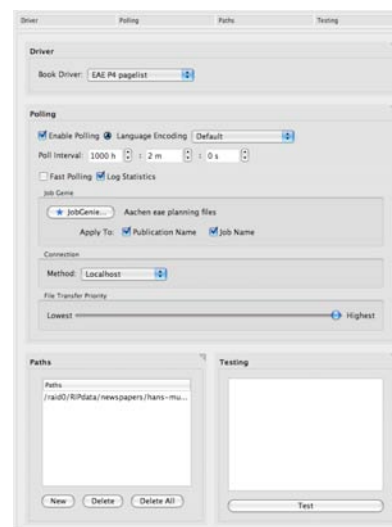 Driver Polling Paths Testing
Driver
Book Driver: EAE P4 pagelist
Polling
Enable Polling Language Encoding Default
Poll Interval: 1000 h : 2 m : 0 s
Fast Polling Log Statistics
Job Genie
JobGenie... Aachen eae planning files
Apply To: Publication Name Job Name
Connection
Method: Localhost
File Transfer Priority
Lowest Highest
Paths
Paths
/raid0/RIPdata/newspapers/hans-mu...
New Delete Delete All
Testing
Test